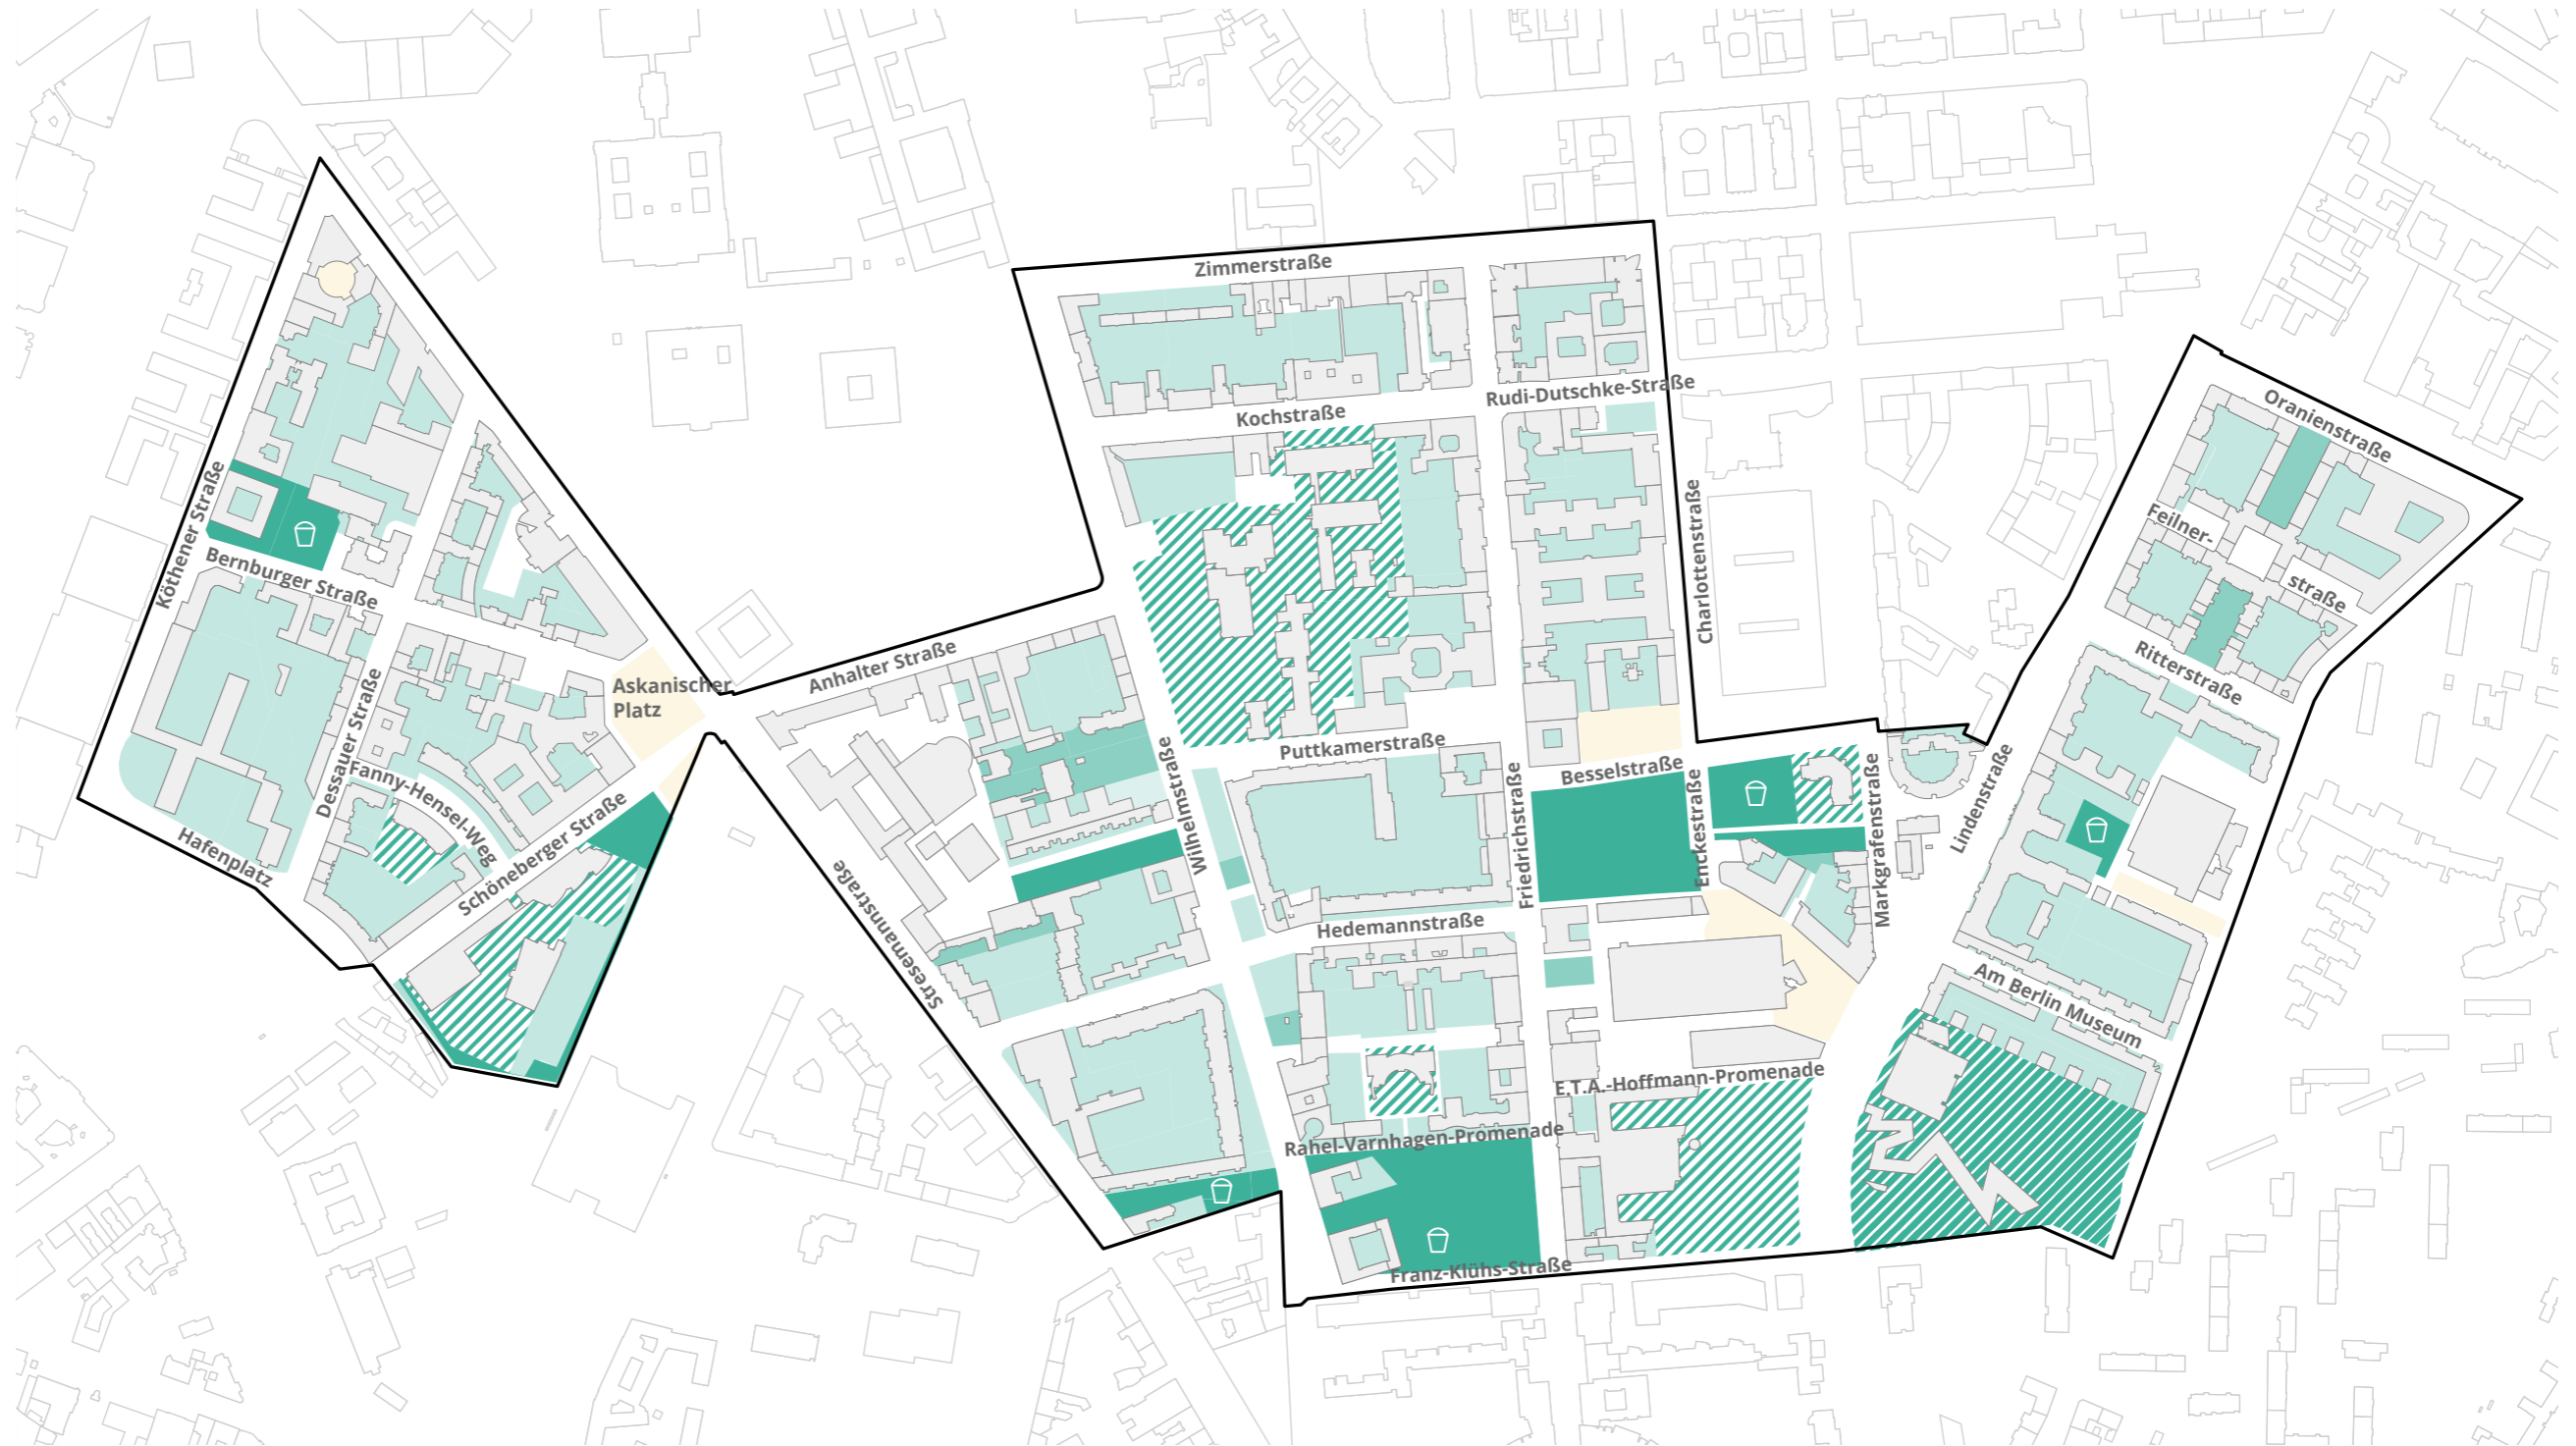 Zimmerstraße
Rudi-Dutschke-Straße
Kochstraße
Oranienstraße
Köthener Straße
Feilner-
straße
Bernburger Straße
Charlottenstraße
Anhalter Straße
Askanischer
Platz
Ritterstraße
Dessauer Straße
Puttkamerstraße
Besselstraße
Fanny-Hensel-Weg
Wilhelmstraße
Friedrichstraße
Enckestraße
Markgrafenstraße
Lindenstraße
Hafenplatz
Schöneberger Straße
Stresemannstraße
Hedemannstraße
Am Berlin Museum
E.T.A.-Hoffmann-Promenade
Rahel-Varnhagen-Promenade
Franz-Klühs-Straße